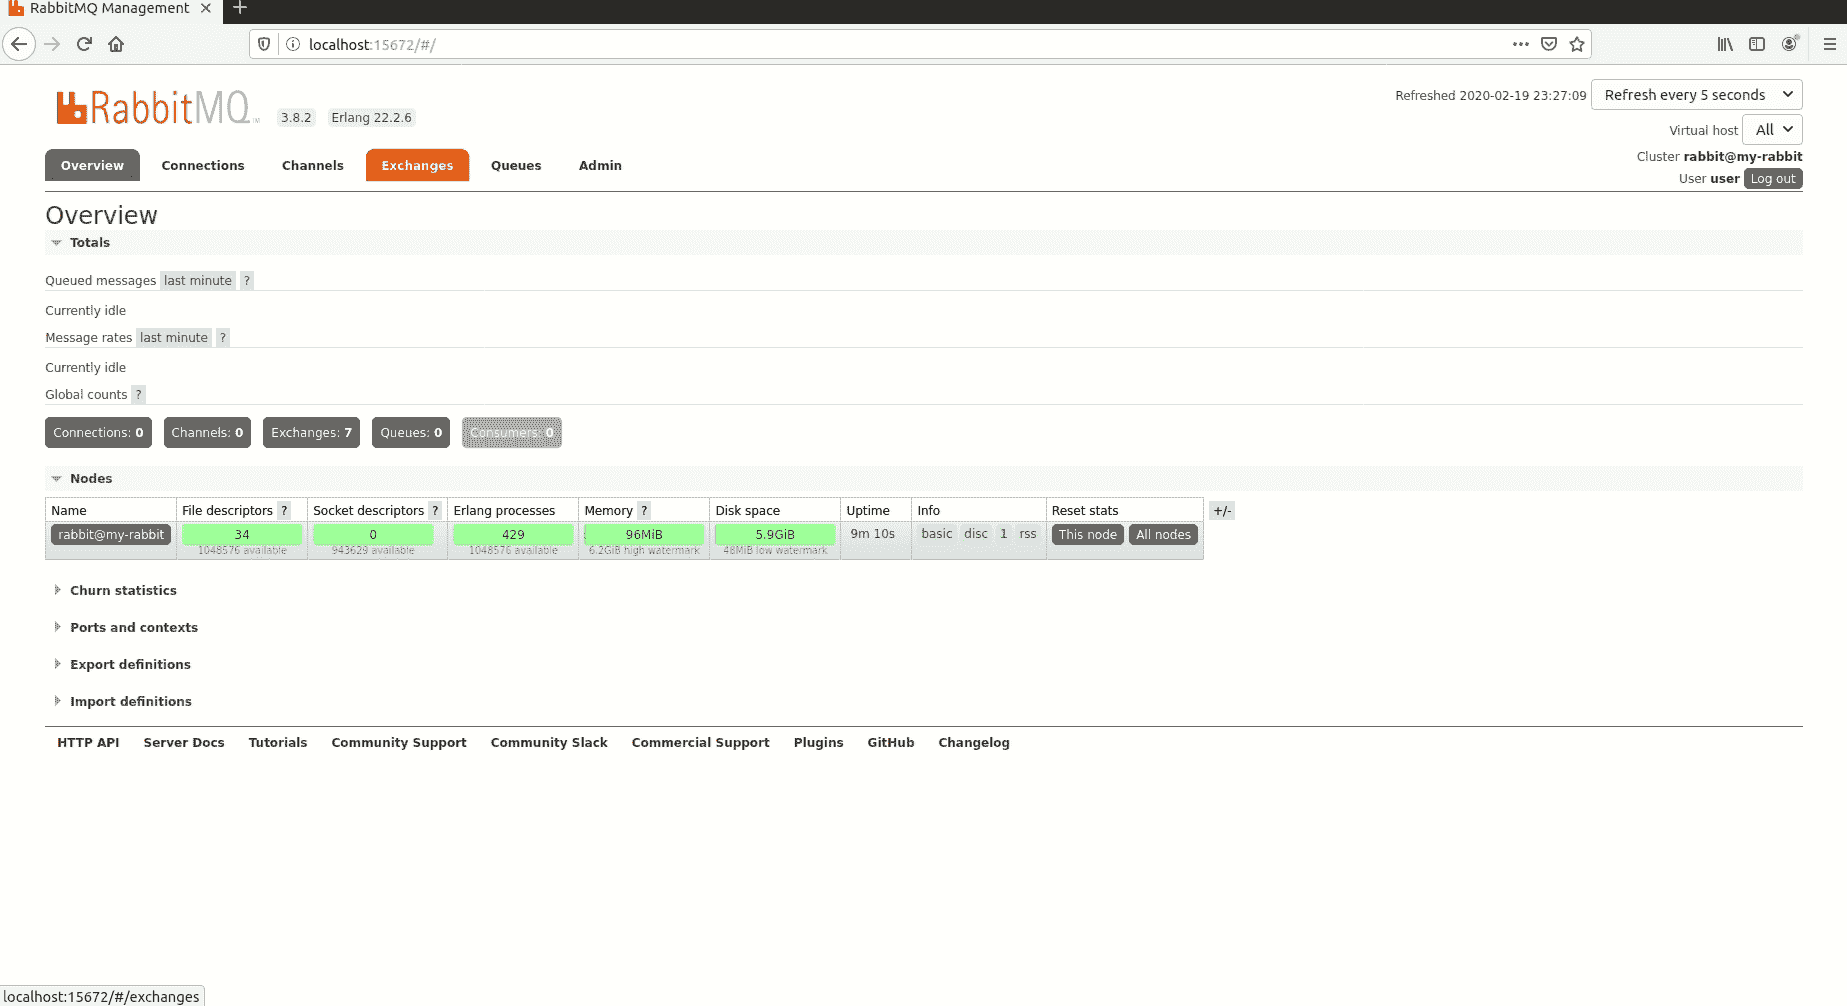 RabbitMQ Management
localhost:15672/#/
RabbitMQ TM 3.8.2 Erlang 22.2.6
Refreshed 2020-02-19 23:27:09 Refresh every 5 seconds
Virtual host All
Cluster rabbit@my-rabbit
User user Log out
Overview Connections Channels Exchanges Queues Admin
Overview
Totals
Queued messages last minute ?
Currently idle
Message rates last minute ?
Currently idle
Global counts ?
Connections: 0 Channels: 0 Exchanges: 7 Queues: 0 Consumers: 0
Nodes
Name File descriptors ? Socket descriptors ? Erlang processes Memory ? Disk space Uptime Info Reset stats +/-
rabbit@my-rabbit 34 0 429 96MiB 5.9GiB 9m 10s basic disc 1 rss This node All nodes
1048576 available 943629 available 1048576 available 6.2GiB high watermark 48MiB low watermark
Churn statistics
Ports and contexts
Export definitions
Import definitions
HTTP API Server Docs Tutorials Community Support Community Slack Commercial Support Plugins GitHub Changelog
localhost:15672/#/exchanges